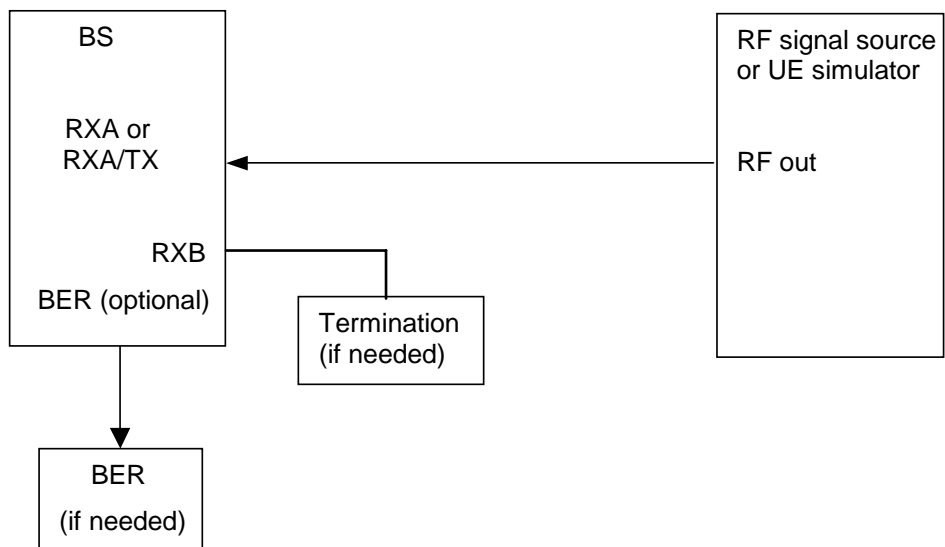 BS
RXA or
RXA/TX
RXB
BER (optional)
RF signal source
or UE simulator
RF out
Termination
(if needed)
BER
(if needed)